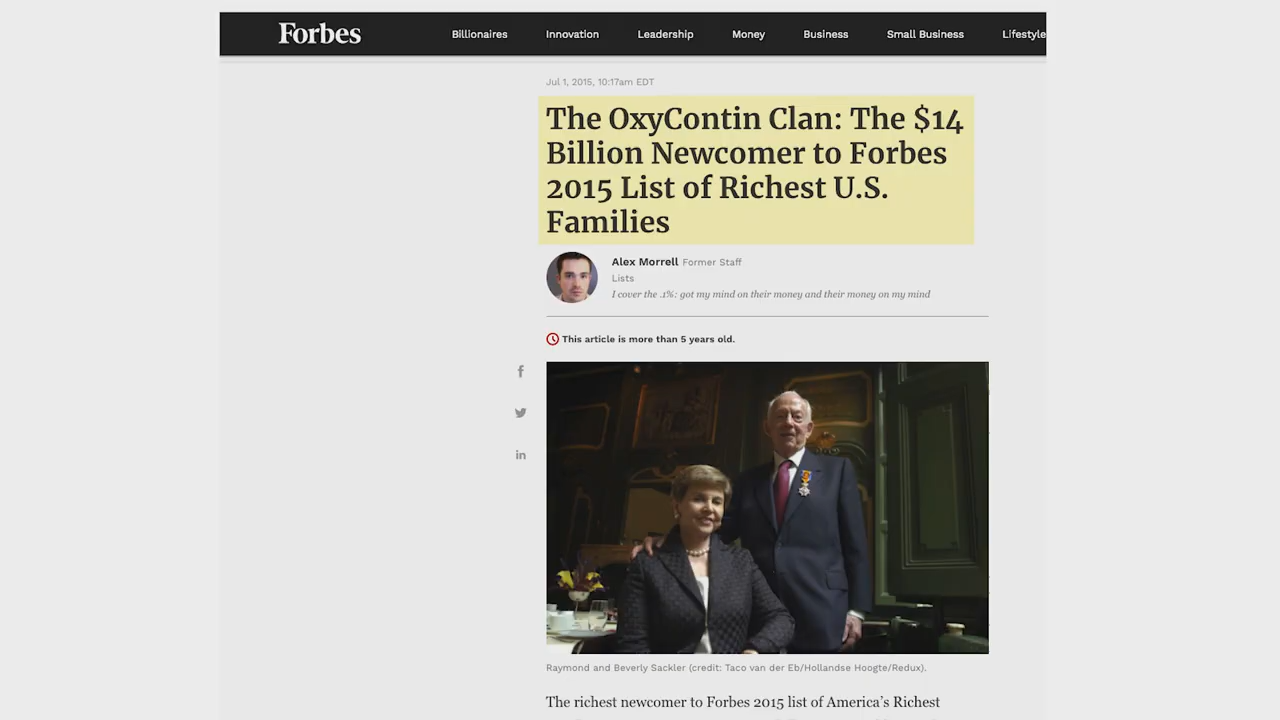 Forbes
Billionaires Innovation Leadership Money Business Small Business Lifestyle
Jul 1, 2015, 10:17am EDT
The OxyContin Clan: The $14
Billion Newcomer to Forbes
2015 List of Richest U.S.
Families
Alex Morrell Former Staff
Lists
I cover the .1%: got my mind on their money and their money on my mind
This article is more than 5 years old.
f
in
Raymond and Beverly Sackler (credit: Taco van der Eb/Hollandse Hoogte/Redux).
The richest newcomer to Forbes 2015 list of America's Richest